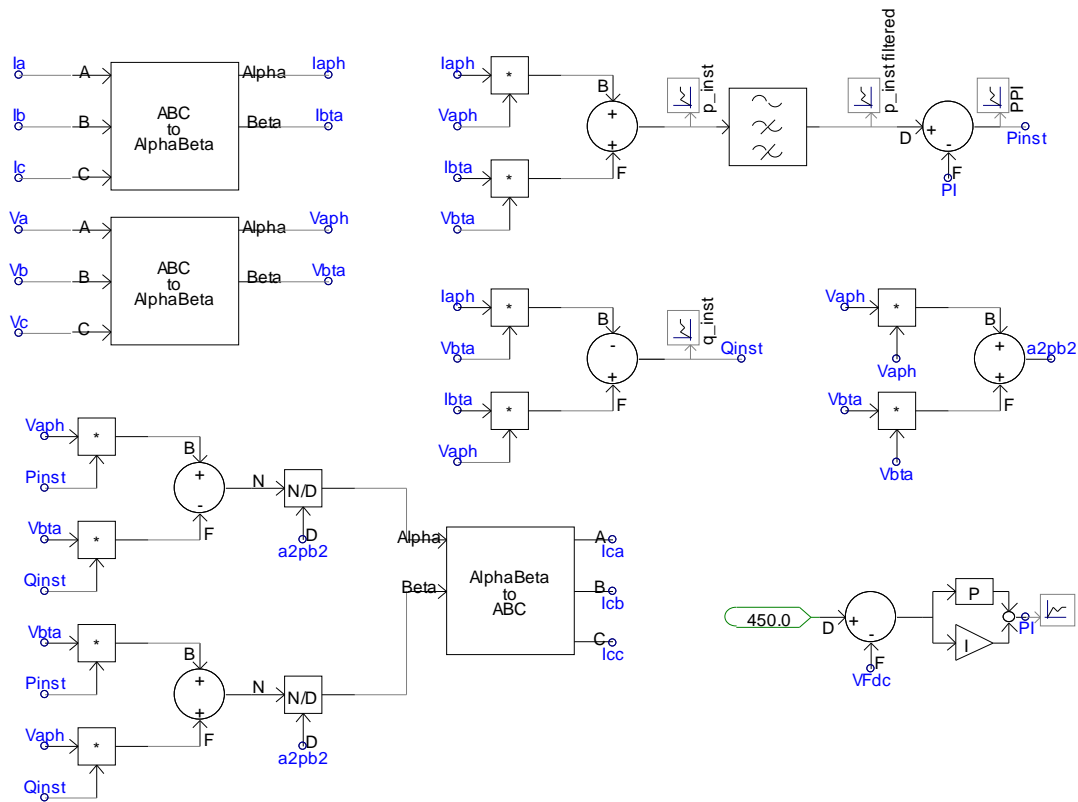 Ia
A
Alpha
Iaph
Ib
B
ABC
to
AlphaBeta
Beta
Ibta
Ic
C
Va
A
Alpha
Vaph
Vb
B
ABC
to
AlphaBeta
Beta
Vbta
Vc
C
Iaph
*
Vaph
B
+
+
F
Ibta
*
Vbta
p_inst
p_inst filtered
D
+
-
F
PI
PPI
Pinst
Iaph
*
Vbta
B
-
+
F
Ibta
*
Vaph
q_inst
Qinst
Vaph
*
Vaph
B
+
+
F
Vbta
*
Vbta
a2pb2
Vaph
*
Pinst
B
+
-
F
Vbta
*
Qinst
N
N/D
D
a2pb2
Vbta
*
Pinst
B
+
+
F
Vaph
*
Qinst
N
N/D
D
a2pb2
Alpha
Beta
AlphaBeta
to
ABC
A
Ica
B
Icb
C
Icc
450.0
D
+
-
F
VFdc
P
I
PI